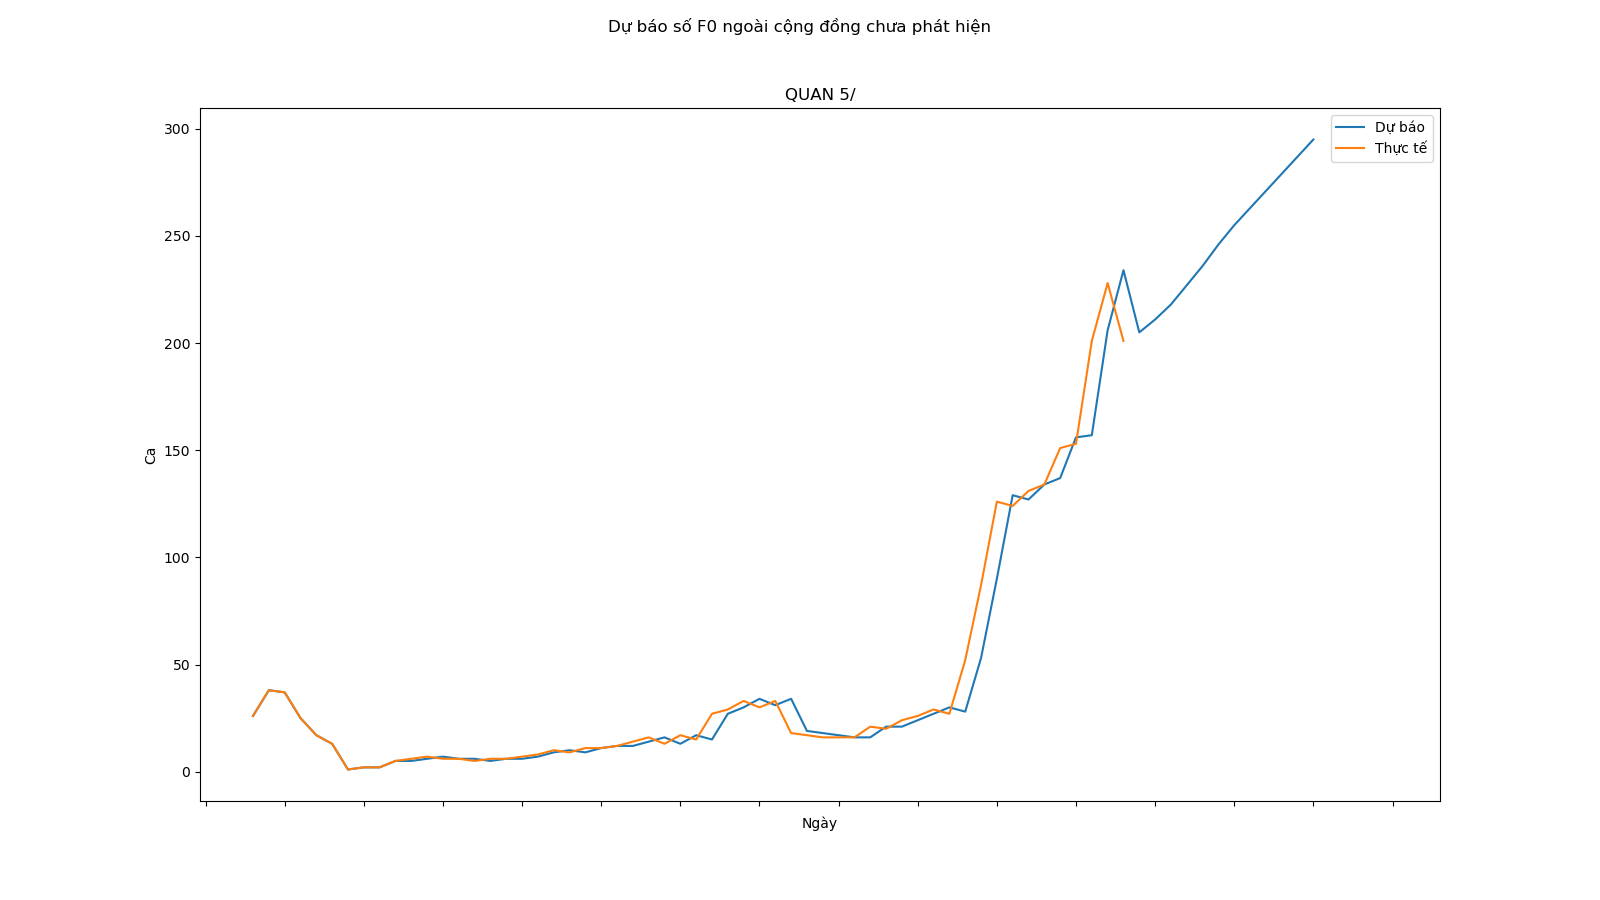 Dự báo số F0 ngoài cộng đồng chưa phát hiện
QUAN 5/
Dự báo
Thực tế
300
250
200
150
100
50
0
Ca
Ngày